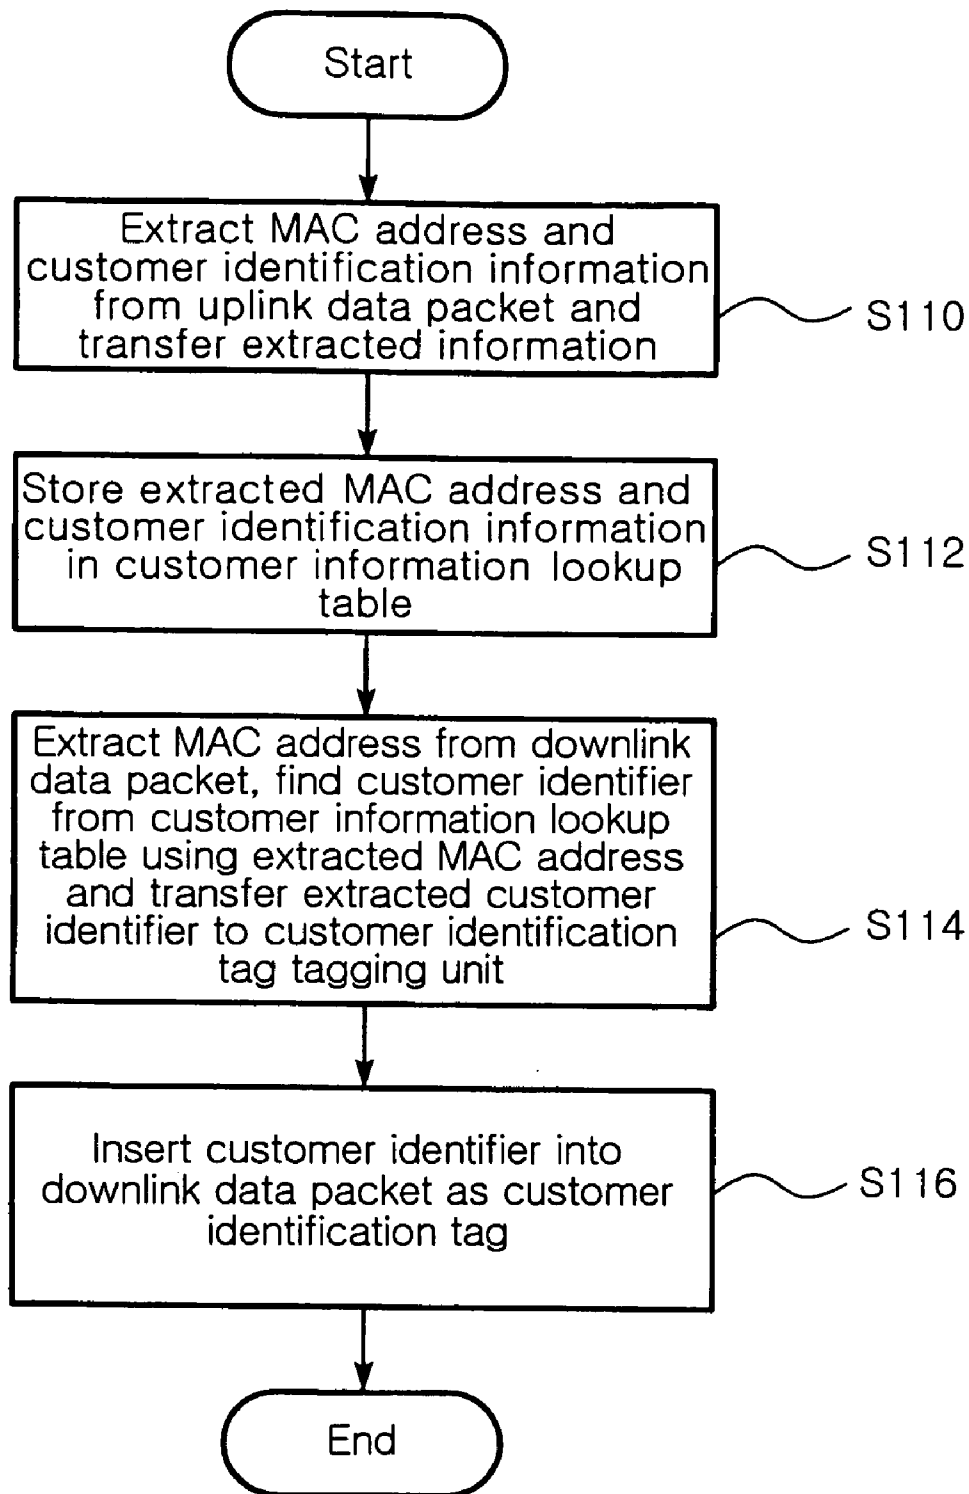 Start
Extract MAC address and
customer identification information
from uplink data packet and
transfer extracted information
S110
Store extracted MAC address and
customer identification information
in customer information lookup
table
S112
Extract MAC address from downlink
data packet, find customer identifier
from customer information lookup
table using extracted MAC address
and transfer extracted customer
identifier to customer identification
tag tagging unit
S114
Insert customer identifier into
downlink data packet as customer
identification tag
S116
End